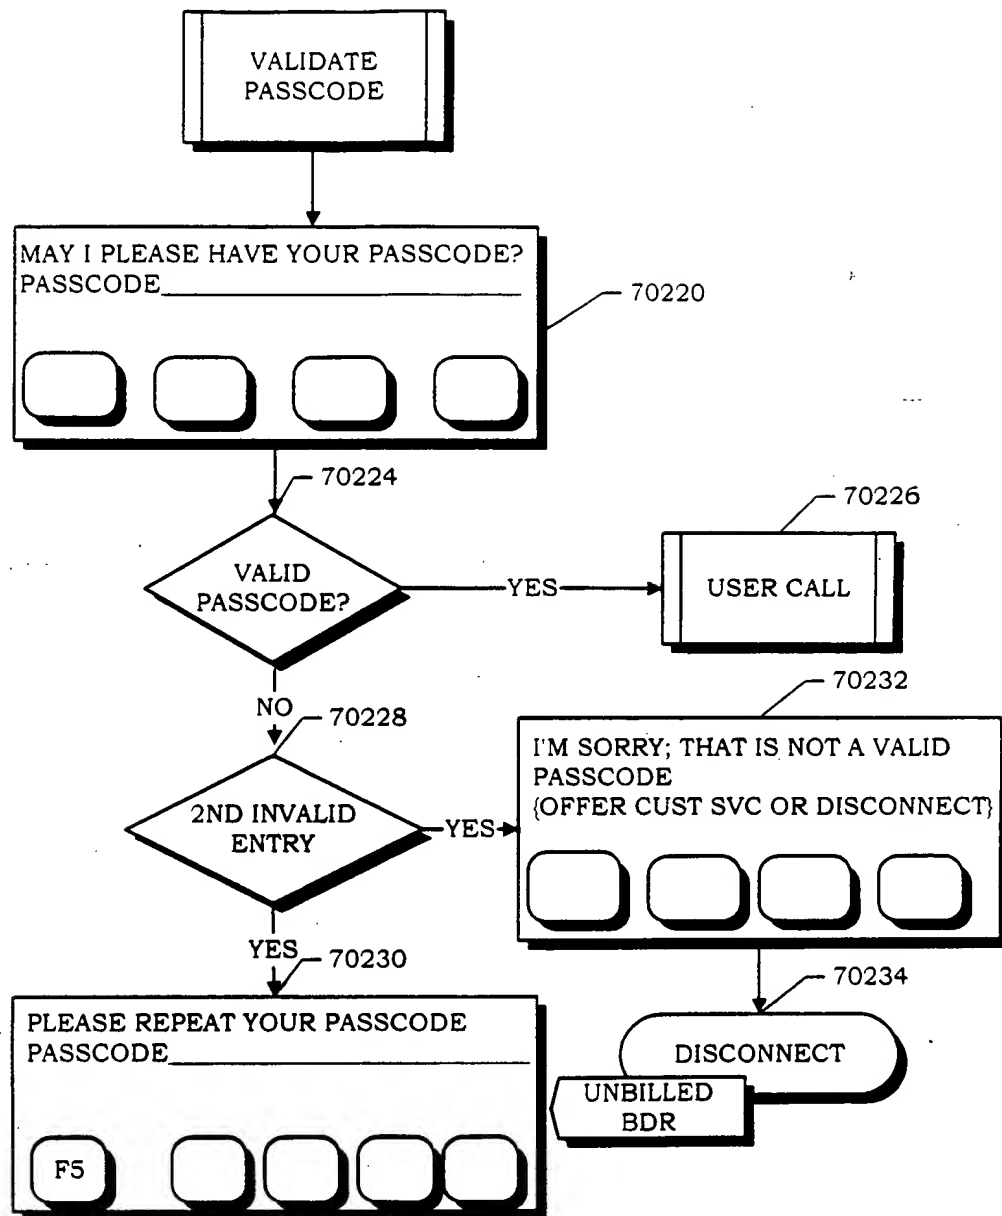 VALIDATE
PASSCODE
MAY I PLEASE HAVE YOUR PASSCODE?
PASSCODE
70220
70224
VALID
PASSCODE?
YES
70226
USER CALL
NO
70228
2ND INVALID
ENTRY
YES
70232
I'M SORRY; THAT IS NOT A VALID
PASSCODE
{OFFER CUST SVC OR DISCONNECT}
YES
70230
PLEASE REPEAT YOUR PASSCODE
PASSCODE
F5
70234
DISCONNECT
UNBILLED
BDR